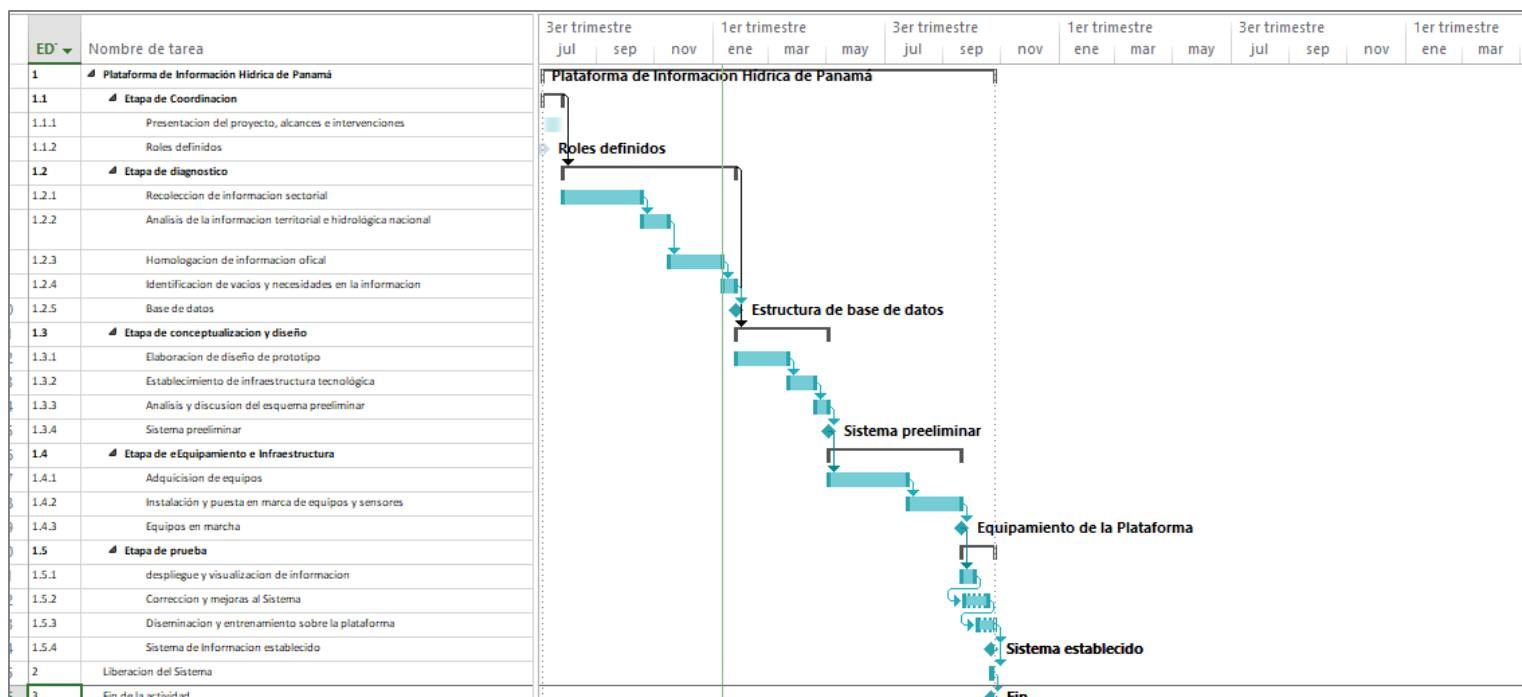 3er trimestre 1er trimestre 3er trimestre 1er trimestre 3er trimestre 1er trimestre
EDT Nombre de tarea jul sep nov ene mar may jul sep nov ene mar may jul sep nov ene mar
1 Plataforma de Información Hídrica de Panamá Plataforma de Información Hídrica de Panamá
1.1 Etapa de Coordinacion
1.1.1 Presentacion del proyecto, alcances e intervenciones
1.1.2 Roles definidos Roles definidos
1.2 Etapa de diagnostico
1.2.1 Recoleccion de informacion sectorial
1.2.2 Analisis de la informacion territorial e hidrológica nacional
1.2.3 Homologacion de informacion ofical
1.2.4 Identificacion de vacios y necesidades en la informacion
1.2.5 Base de datos Estructura de base de datos
1.3 Etapa de conceptualizacion y diseño
1.3.1 Elaboracion de diseño de prototipo
1.3.2 Establecimiento de infraestructura tecnológica
1.3.3 Analisis y discusion del esquema preeliminar
1.3.4 Sistema preeliminar Sistema preeliminar
1.4 Etapa de eEquipamiento e Infraestructura
1.4.1 Adquicision de equipos
1.4.2 Instalación y puesta en marca de equipos y sensores
1.4.3 Equipos en marcha Equipamiento de la Plataforma
1.5 Etapa de prueba
1.5.1 despliegue y visualizacion de informacion
1.5.2 Correccion y mejoras al Sistema
1.5.3 Diseminacion y entrenamiento sobre la plataforma
1.5.4 Sistema de Informacion establecido Sistema establecido
2 Liberacion del Sistema
3 Fin de la actividad Fin